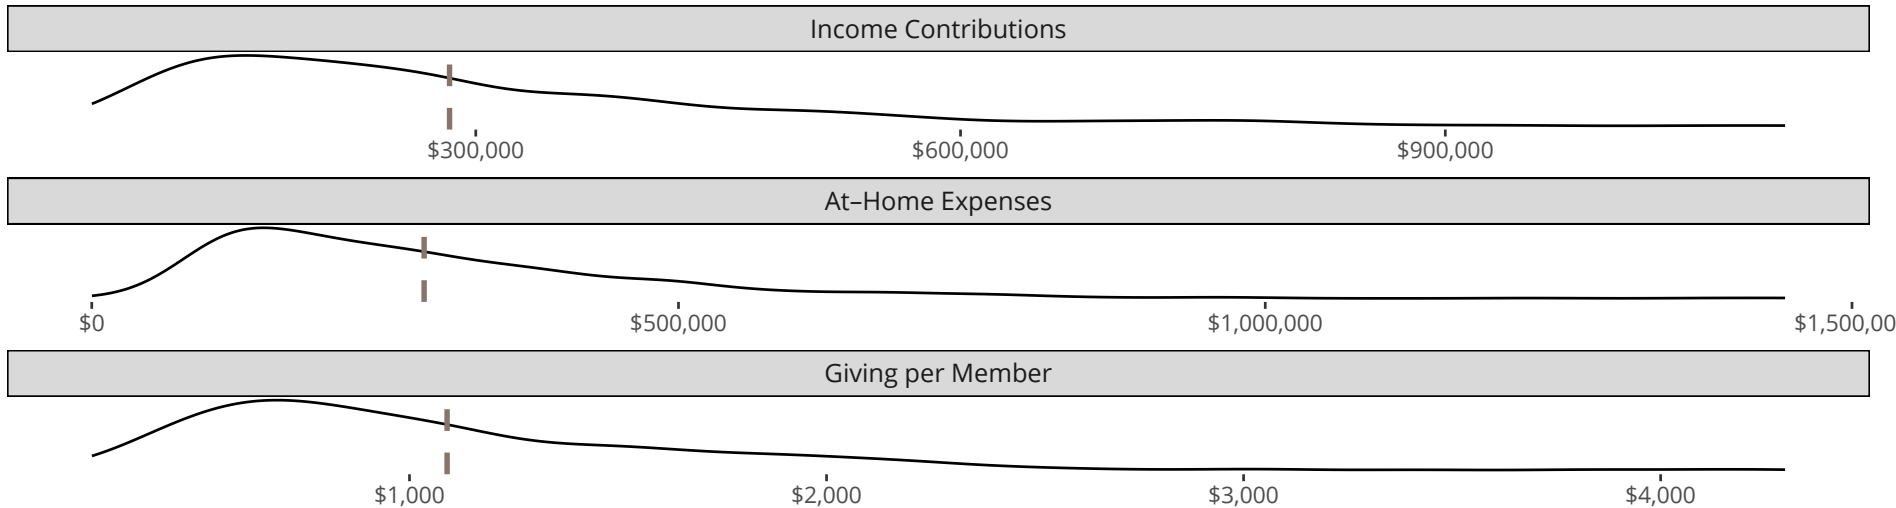 Income Contributions
$300,000 $600,000 $900,000
At–Home Expenses
$0 $500,000 $1,000,000 $1,500,00
Giving per Member
$1,000 $2,000 $3,000 $4,000